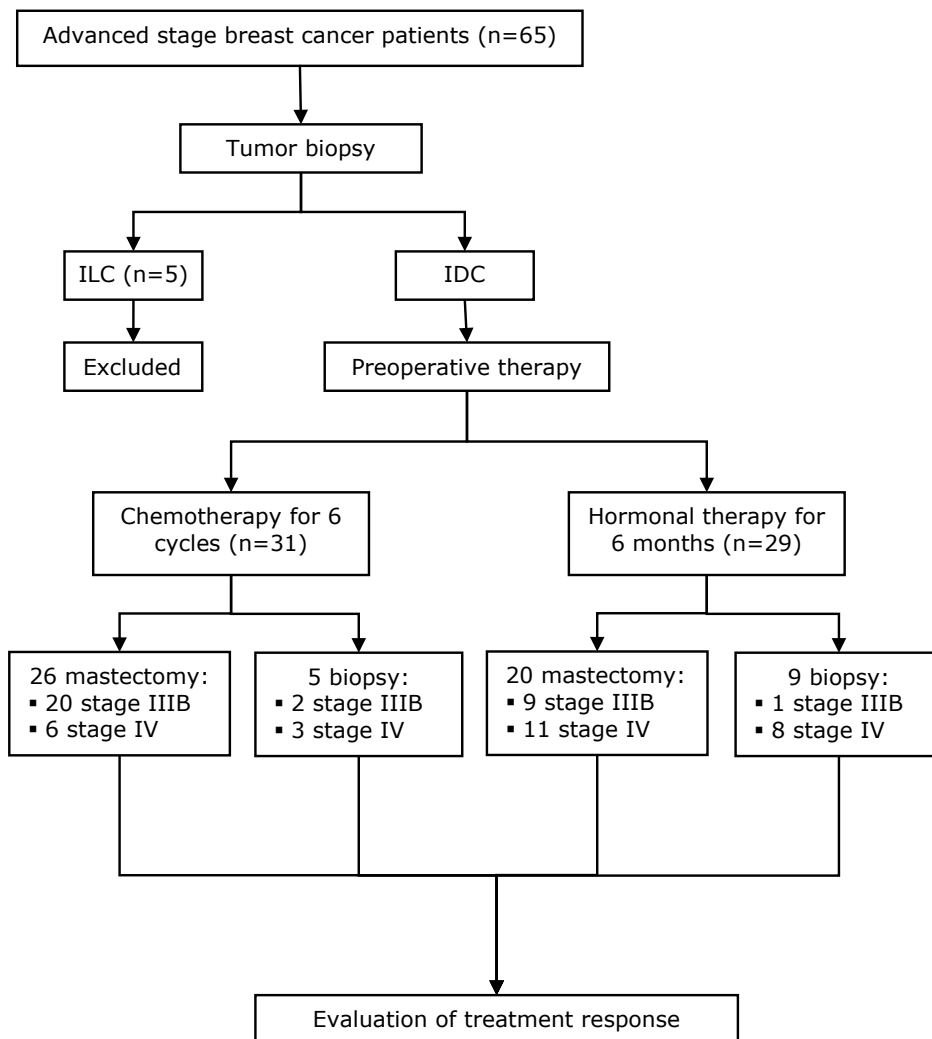 Advanced stage breast cancer patients (n=65)
Tumor biopsy
ILC (n=5)
IDC
Excluded
Preoperative therapy
Chemotherapy for 6
cycles (n=31)
Hormonal therapy for
6 months (n=29)
26 mastectomy:
▪ 20 stage IIIB
▪ 6 stage IV
5 biopsy:
▪ 2 stage IIIB
▪ 3 stage IV
20 mastectomy:
▪ 9 stage IIIB
▪ 11 stage IV
9 biopsy:
▪ 1 stage IIIB
▪ 8 stage IV
Evaluation of treatment response